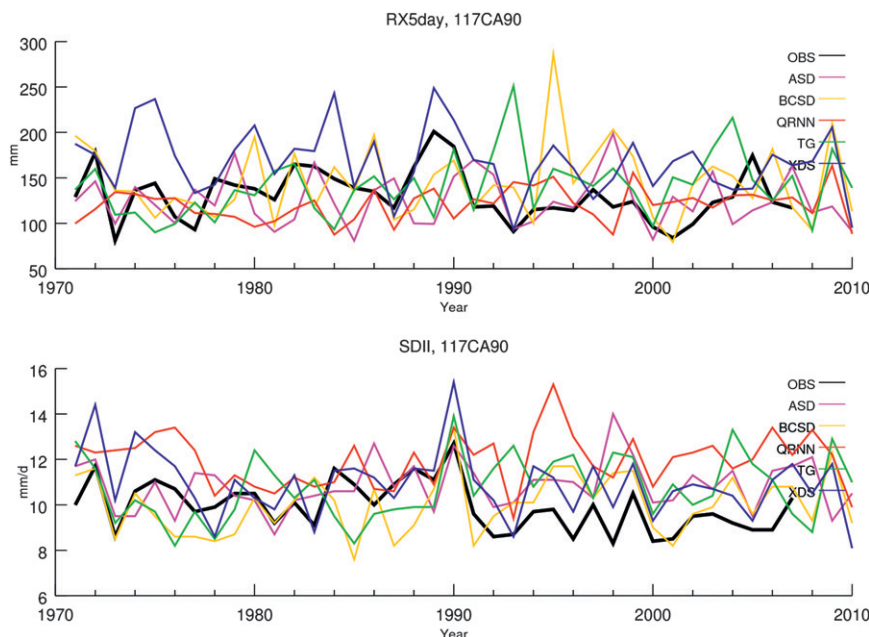 RX5day, 117CA90
300
250
200
150
100
50
mm
OBS
ASD
BCSD
QRNN
TG
XDS
1970
1980
1990
2000
2010
Year
SDII, 117CA90
16
14
12
10
8
6
mm/d
OBS
ASD
BCSD
QRNN
TG
XDS
1970
1980
1990
2000
2010
Year